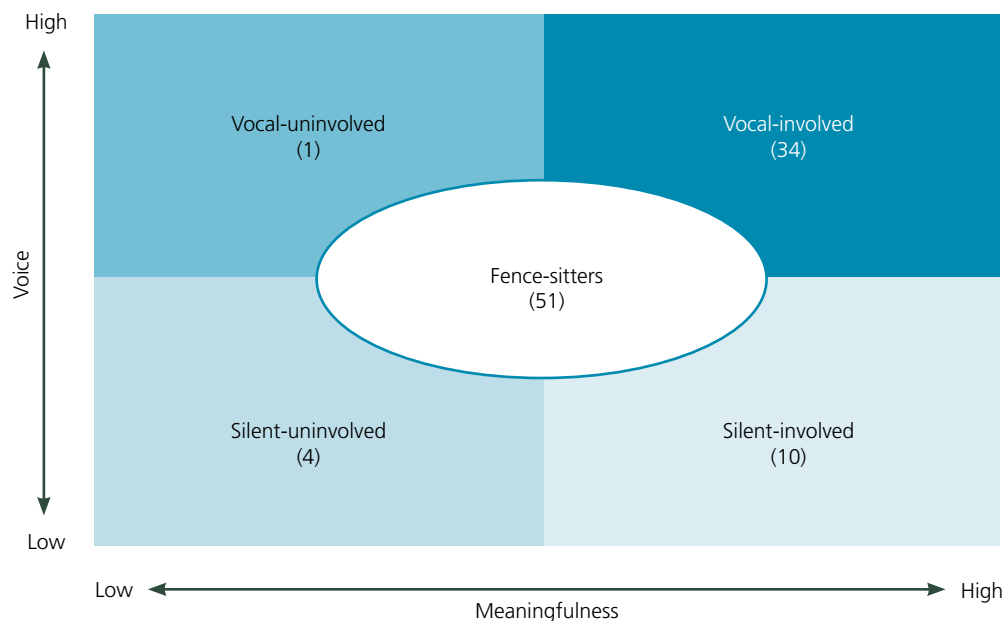 High
Vocal-uninvolved
(1)
Vocal-involved
(34)
Voice
Fence-sitters
(51)
Silent-uninvolved
(4)
Silent-involved
(10)
Low
Low
High
Meaningfulness